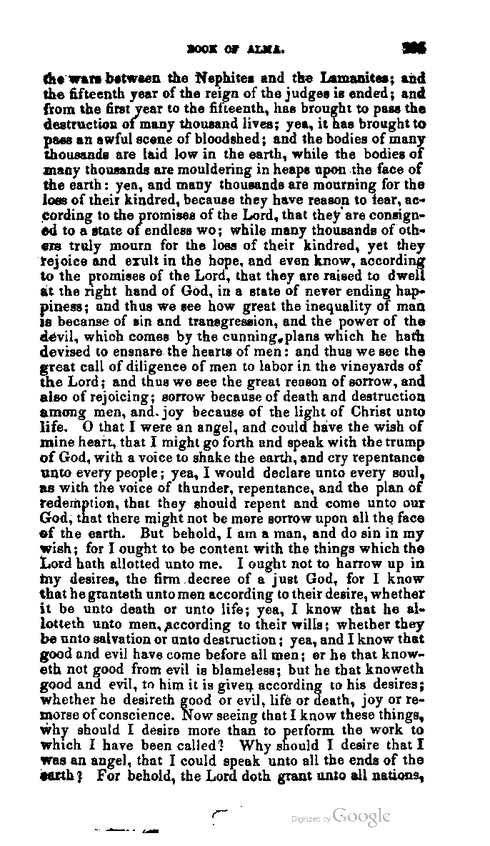 BOOK OF ALMA.
the wars between the Nephites and the Lamanites; and
the fifteenth year of the reign of the judges is ended; and
from the first year to the fifteenth, has brought to pass the
destruction of many thousand lives; yea, it has brought to
pass an awful scene of bloodshed; and the bodies of many
thousands are laid low in the earth, while the bodies of
many thousands are mouldering in heaps upon the face of
the earth: yea, and many thousands are mourning for the
loss of their kindred, because they have reason to fear, ac-
cording to the promises of the Lord, that they are consign-
ed to a state of endless wo; while many thousands of oth-
ers truly mourn for the loss of their kindred, yet they
rejoice and exult in the hope, and even know, according
to the promises of the Lord, that they are raised to dwell
at the right hand of God, in a state of never ending hap-
piness; and thus we see how great the inequality of man
is because of sin and transgression, and the power of the
devil, which comes by the cunning plans which he hath
devised to ensnare the hearts of men: and thus we see the
great call of diligence of men to labor in the vineyards of
the Lord; and thus we see the great reason of sorrow, and
also of rejoicing; sorrow because of death and destruction
among men, and joy because of the light of Christ unto
life. O that I were an angel, and could have the wish of
mine heart, that I might go forth and speak with the trump
of God, with a voice to shake the earth, and cry repentance
unto every people; yea, I would declare unto every soul,
as with the voice of thunder, repentance, and the plan of
redemption, that they should repent and come unto our
God, that there might not be more sorrow upon all the face
of the earth. But behold, I am a man, and do sin in my
wish; for I ought to be content with the things which the
Lord hath allotted unto me. I ought not to harrow up in
my desires, the firm decree of a just God, for I know
that he granteth unto men according to their desire, whether
it be unto death or unto life; yea, I know that he al-
lotteth unto men, according to their wills; whether they
be unto salvation or unto destruction; yea, and I know that
good and evil have come before all men; or he that know-
eth not good from evil is blameless; but he that knoweth
good and evil, to him it is given according to his desires;
whether he desireth good or evil, life or death, joy or re-
morse of conscience. Now seeing that I know these things,
why should I desire more than to perform the work to
which I have been called? Why should I desire that I
was an angel, that I could speak unto all the ends of the
earth? For behold, the Lord doth grant unto all nations,
Digitized by Google